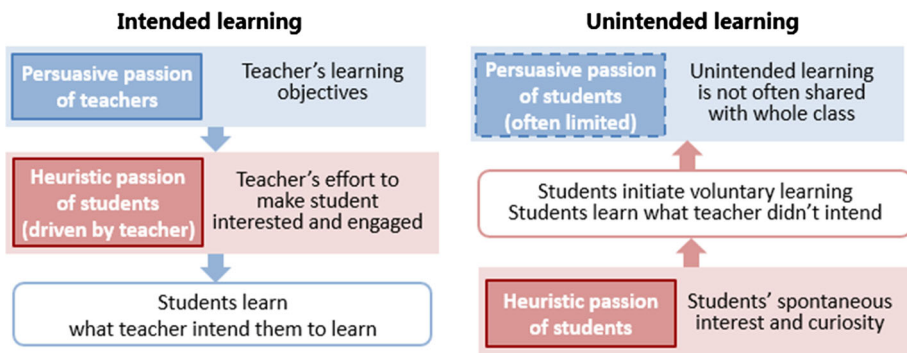 Intended learning
Persuasive passion
of teachers
Teacher's learning
objectives
Heuristic passion
of students
(driven by teacher)
Teacher's effort to
make student
interested and engaged
Students learn
what teacher intend them to learn
Unintended learning
Persuasive passion
of students
(often limited)
Unintended learning
is not often shared
with whole class
Students initiate voluntary learning
Students learn what teacher didn't intend
Heuristic passion
of students
Students' spontaneous
interest and curiosity